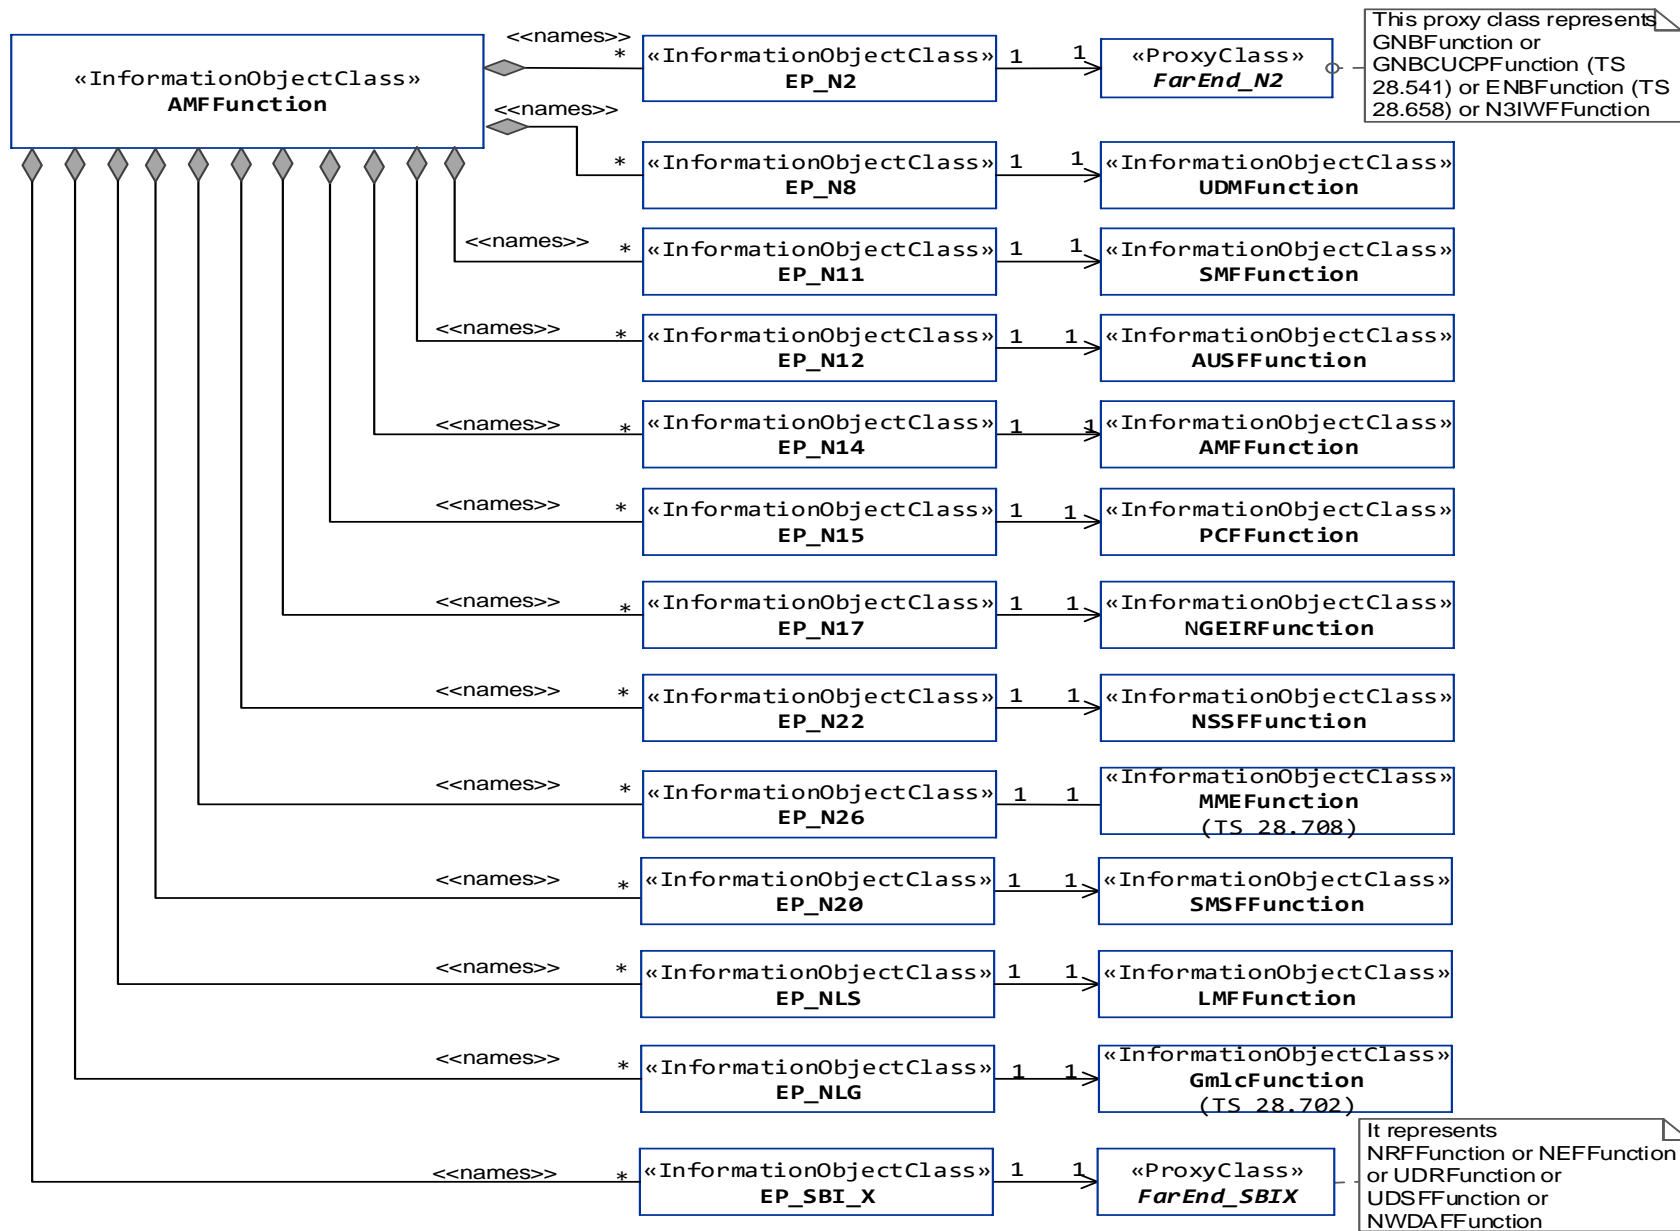 «InformationObjectClass»
AMFFunction
<<names>>
*
«InformationObjectClass»
EP_N2
1
1
«ProxyClass»
FarEnd_N2
This proxy class represents
GNBFunction or
GNBCUCPFunction (TS
28.541) or ENBFunction (TS
28.658) or N3IWFFunction
<<names>>
*
«InformationObjectClass»
EP_N8
1
1
«InformationObjectClass»
UDMFunction
<<names>>
*
«InformationObjectClass»
EP_N11
1
1
«InformationObjectClass»
SMFFunction
<<names>>
*
«InformationObjectClass»
EP_N12
1
1
«InformationObjectClass»
AUSFFunction
<<names>>
*
«InformationObjectClass»
EP_N14
1
1
«InformationObjectClass»
AMFFunction
<<names>>
*
«InformationObjectClass»
EP_N15
1
1
«InformationObjectClass»
PCFFunction
<<names>>
*
«InformationObjectClass»
EP_N17
1
1
«InformationObjectClass»
NGEIRFunction
<<names>>
*
«InformationObjectClass»
EP_N22
1
1
«InformationObjectClass»
NSSFFunction
<<names>>
*
«InformationObjectClass»
EP_N26
1
1
«InformationObjectClass»
MMEFunction
(TS 28.708)
<<names>>
*
«InformationObjectClass»
EP_N20
1
1
«InformationObjectClass»
SMSFFunction
<<names>>
*
«InformationObjectClass»
EP_NLS
1
1
«InformationObjectClass»
LMFFunction
<<names>>
*
«InformationObjectClass»
EP_NLG
1
1
«InformationObjectClass»
GmlcFunction
(TS 28.702)
<<names>>
*
«InformationObjectClass»
EP_SBI_X
1
1
«ProxyClass»
FarEnd_SBIX
It represents
NRFFunction or NEFFunction
or UDRFunction or
UDSFFunction or
NWDAFFunction